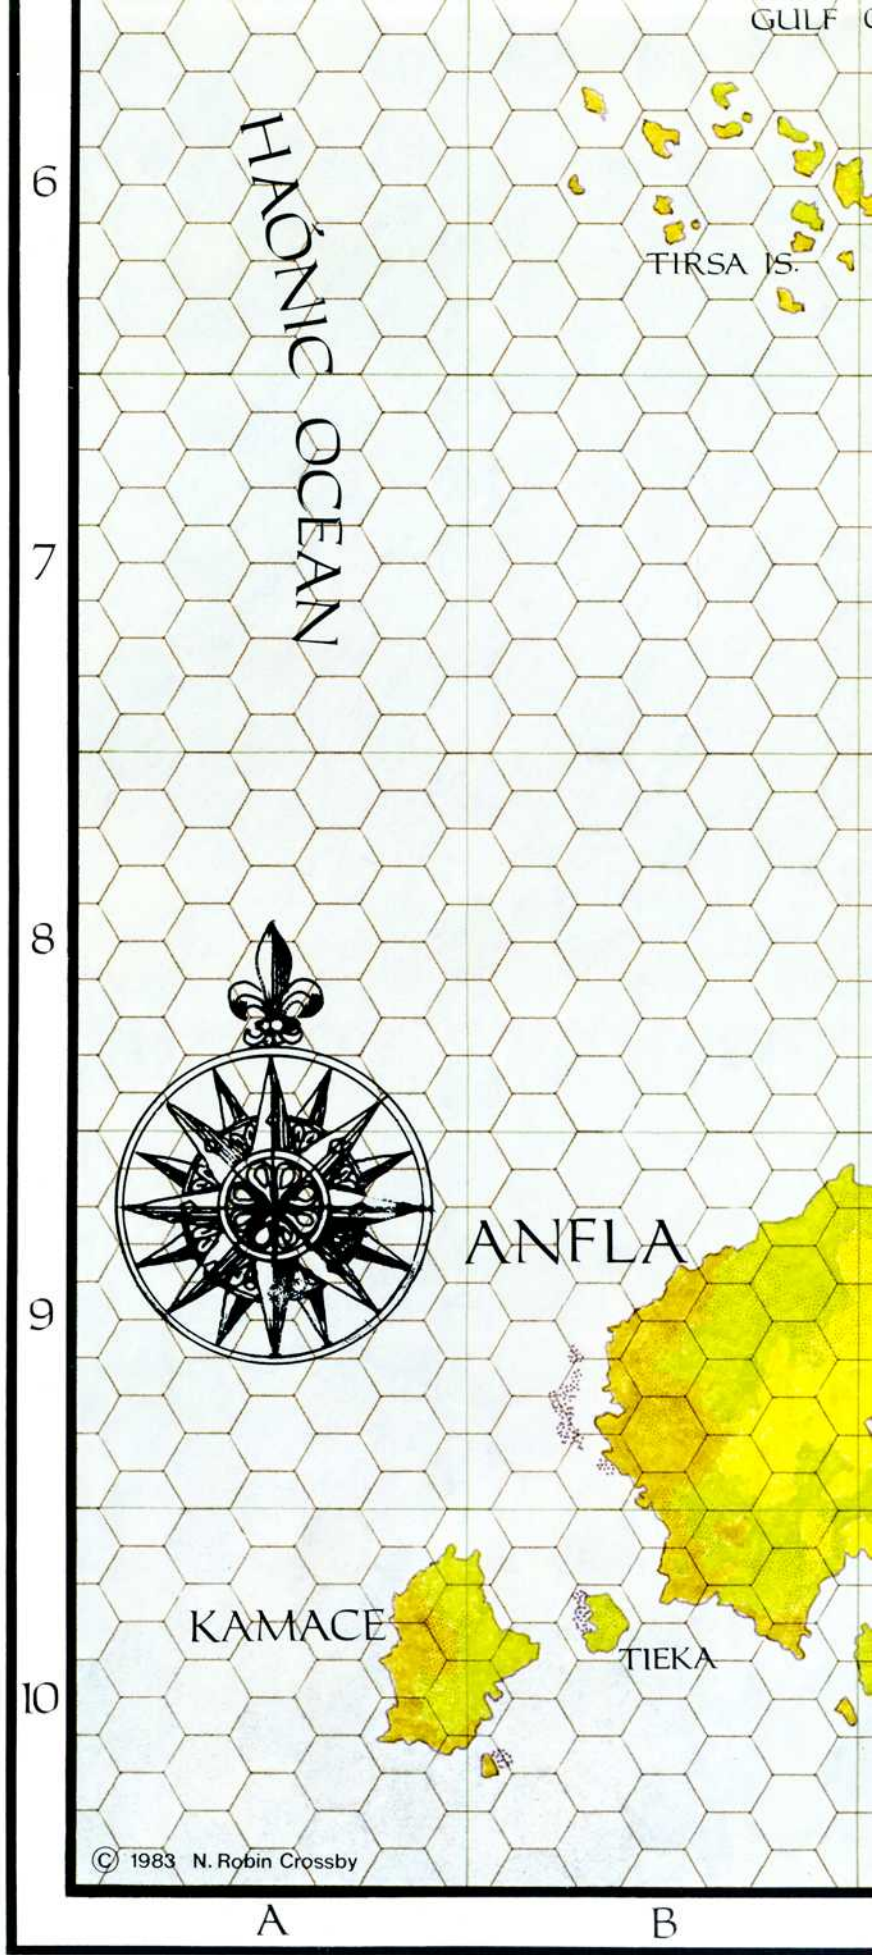 GULF
6
HAÓNIC OCEAN
TIRSA IS.
7
8
ANFLA
9
KAMACE
TIEKA
10
© 1983 N. Robin Crossby
A
B